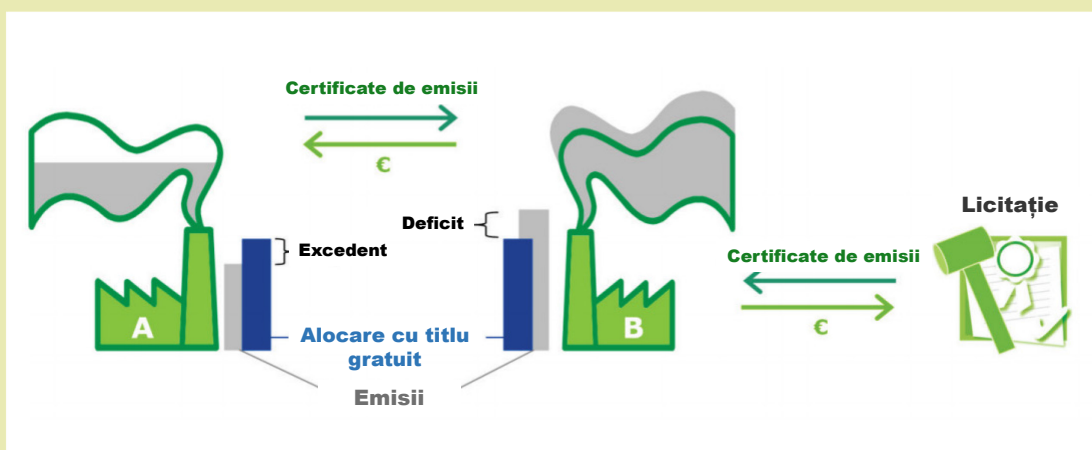 Certificate de emisii
€
Licitație
Deficit
Excedent
Certificate de emisii
€
A
B
Alocare cu titlu
gratuit
Emisii